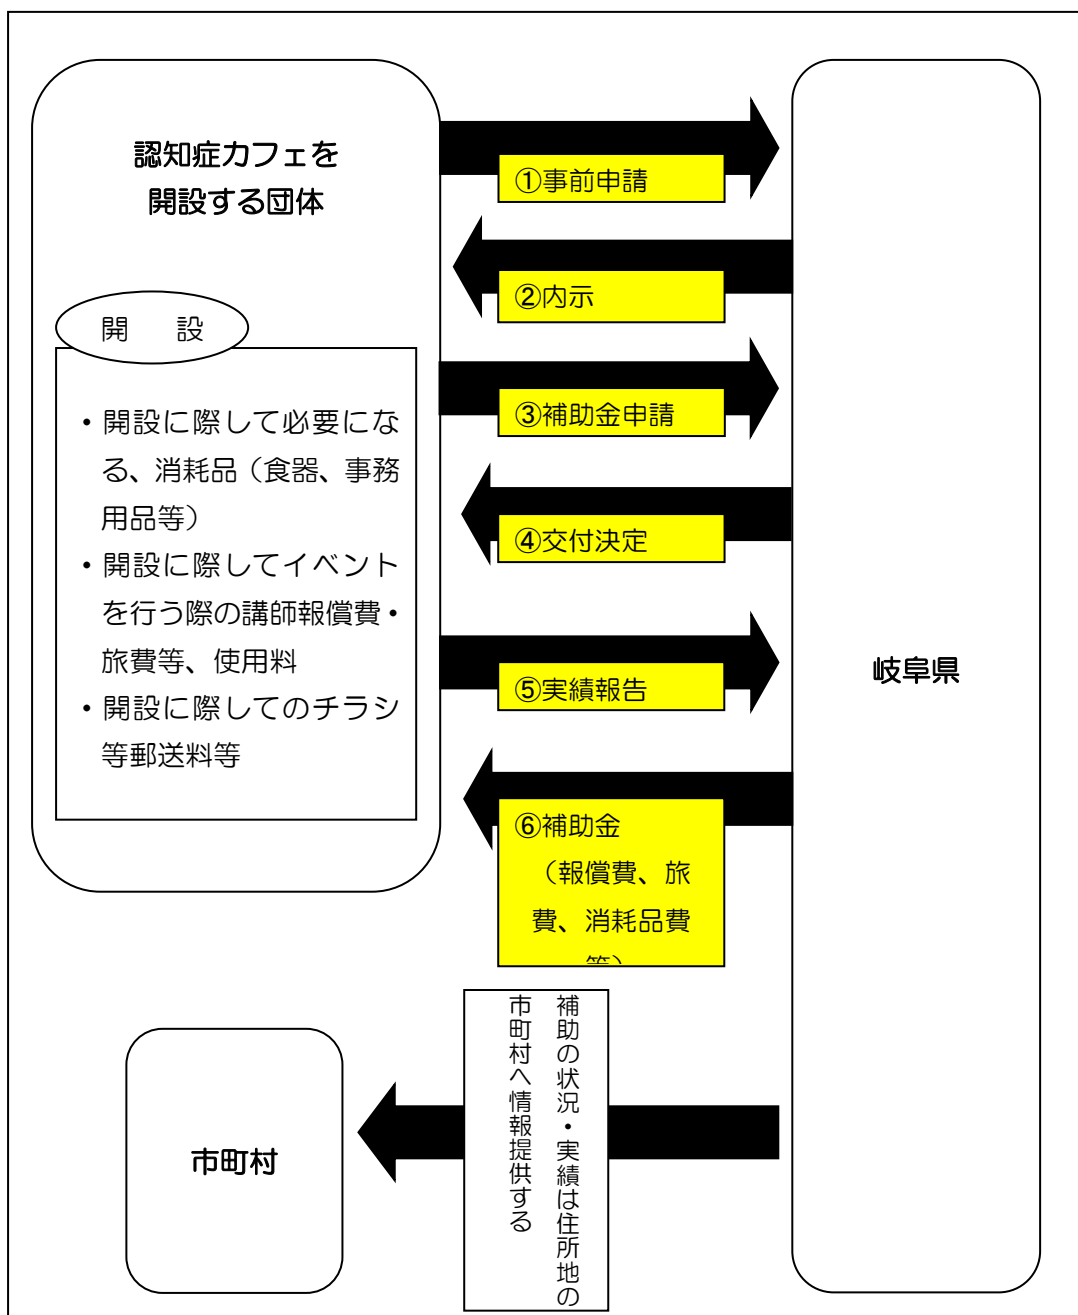 認知症カフェを
開設する団体
開　設
・開設に際して必要にな
る、消耗品（食器、事務
用品等）
・開設に際してイベント
を行う際の講師報償費・
旅費等、使用料
・開設に際してのチラシ
等郵送料等
①事前申請
②内示
③補助金申請
④交付決定
⑤実績報告
⑥補助金
（報償費、旅
費、消耗品費
等）
岐阜県
市町村
補助の状況・実績は住所地の
市町村へ情報提供する